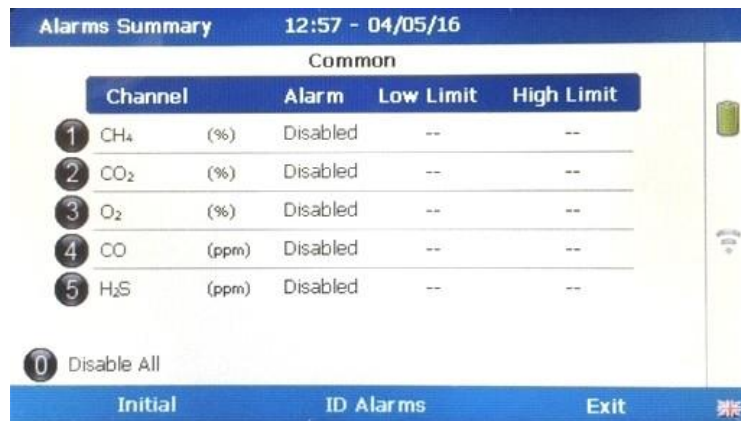 Alarms Summary 12:57 - 04/05/16
Common
Channel Alarm Low Limit High Limit
1 CH₄ (%) Disabled -- --
2 CO₂ (%) Disabled -- --
3 O₂ (%) Disabled -- --
4 CO (ppm) Disabled -- --
5 H₂S (ppm) Disabled -- --
0 Disable All
Initial ID Alarms Exit